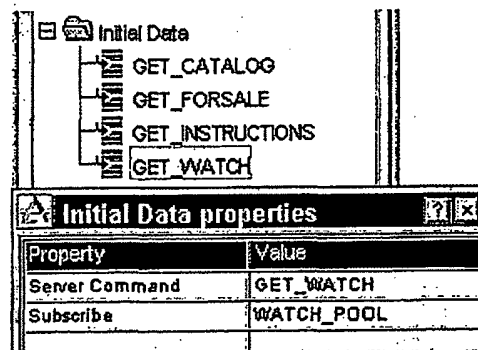 Initial Data
GET_CATALOG
GET_FORSALE
GET_INSTRUCTIONS
GET_WATCH
Initial Data properties
Property Value
Server Command GET_WATCH
Subscribe WATCH_POOL